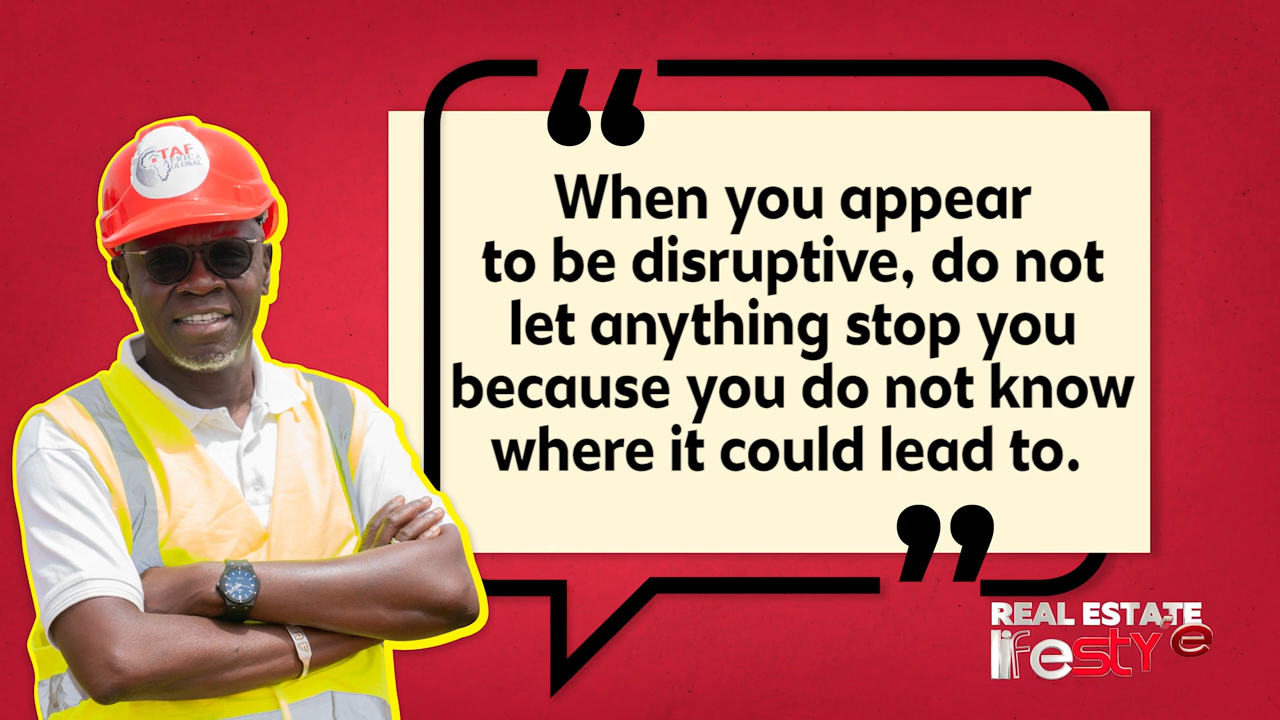 TAF
AFRICA
GLOBAL
“
When you appear
to be disruptive, do not
let anything stop you
because you do not know
where it could lead to.
”
REAL ESTATE
lifestyle